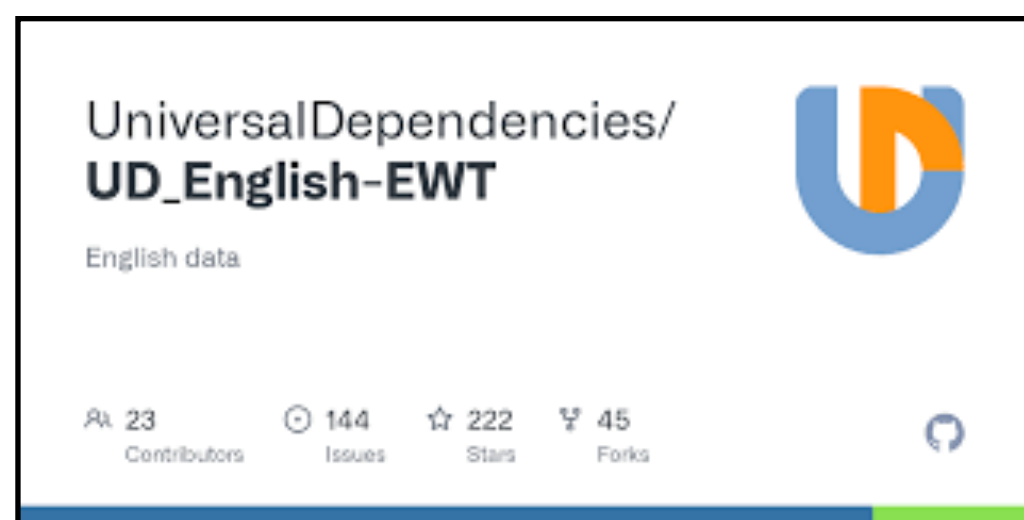 UniversalDependencies/
UD_English-EWT
English data
23 144 222 45
Contributors Issues Stars Forks